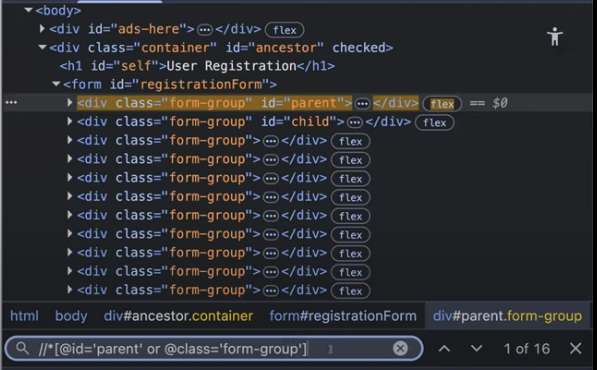 <body>
<div id="ads-here">…</div> flex
<div class="container" id="ancestor" checked>
<h1 id="self">User Registration</h1>
<form id="registrationForm">
… <div class="form-group" id="parent">…</div> flex == $0
<div class="form-group" id="child">…</div> flex
<div class="form-group">…</div> flex
<div class="form-group">…</div> flex
<div class="form-group">…</div> flex
<div class="form-group">…</div> flex
<div class="form-group">…</div> flex
<div class="form-group">…</div> flex
<div class="form-group">…</div> flex
<div class="form-group">…</div> flex
<div class="form-group">…</div> flex
html body div#ancestor.container form#registrationForm div#parent.form-group
//*[@id='parent' or @class='form-group'] 1 of 16